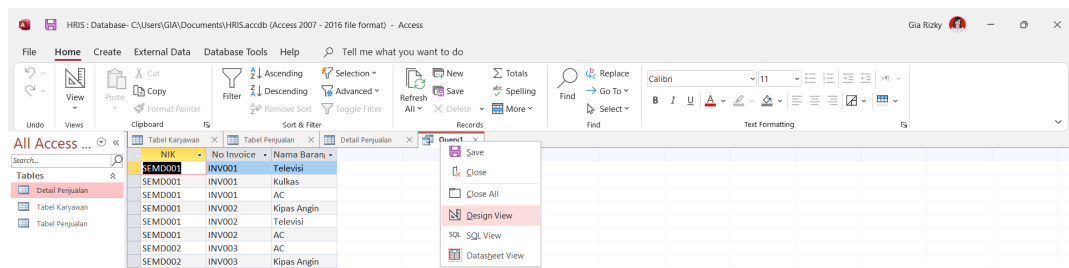 HRIS : Database- C:\Users\GIA\Documents\HRIS.accdb (Access 2007 - 2016 file format) - Access Gia Rizky
File Home Create External Data Database Tools Help Tell me what you want to do
View Paste Cut Copy Format Painter Filter Ascending Descending Remove Sort Selection Advanced Toggle Filter Refresh All New Save Delete Totals Spelling More Find Replace Go To Select Calibri 11 B I U A
Undo Views Clipboard Sort & Filter Records Find Text Formatting
All Access ... Tabel Karyawan Tabel Penjualan Detail Penjualan Query1
Search...
Tables
Detail Penjualan
Tabel Karyawan
Tabel Penjualan
NIK No Invoice Nama Barang
SEMD001 INV001 Televisi
SEMD001 INV001 Kulkas
SEMD001 INV001 AC
SEMD001 INV002 Kipas Angin
SEMD001 INV002 Televisi
SEMD001 INV002 AC
SEMD002 INV003 AC
SEMD002 INV003 Kipas Angin
Save
Close
Close All
Design View
SQL SQL View
Datasheet View